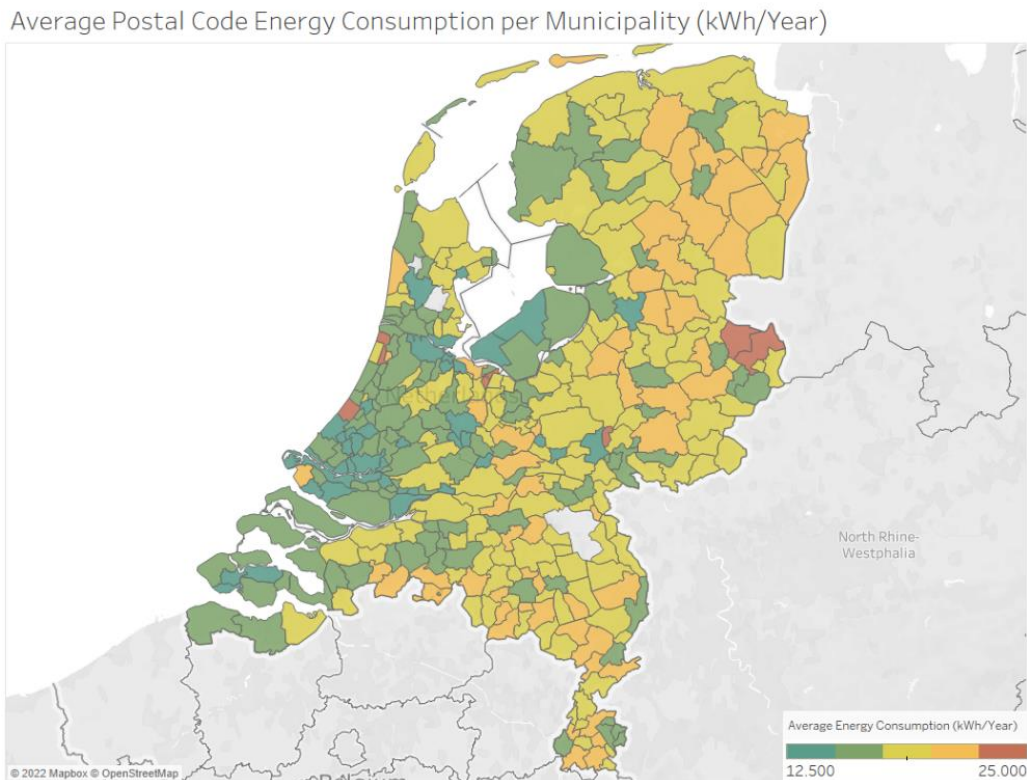 Average Postal Code Energy Consumption per Municipality (kWh/Year)
Netherlands
North Rhine-
Westphalia
Average Energy Consumption (kWh/Year)
12.500
25.000
© 2022 Mapbox © OpenStreetMap